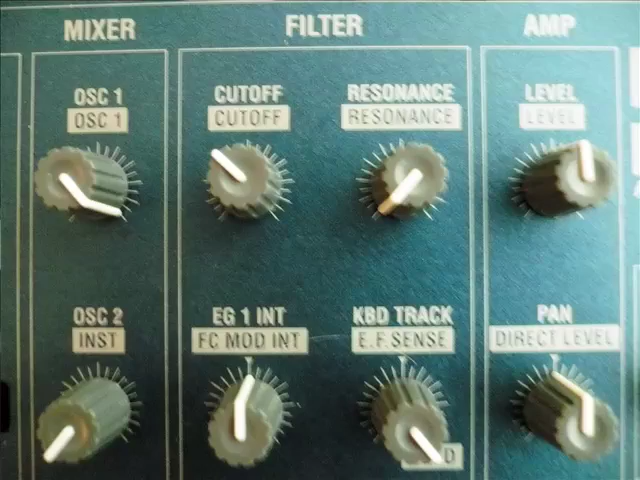 MIXER
FILTER
AMP
OSC 1
OSC 1
CUTOFF
CUTOFF
RESONANCE
RESONANCE
LEVEL
LEVEL
OSC 2
INST
EG 1 INT
FC MOD INT
KBD TRACK
E.F.SENSE
PAN
DIRECT LEVEL